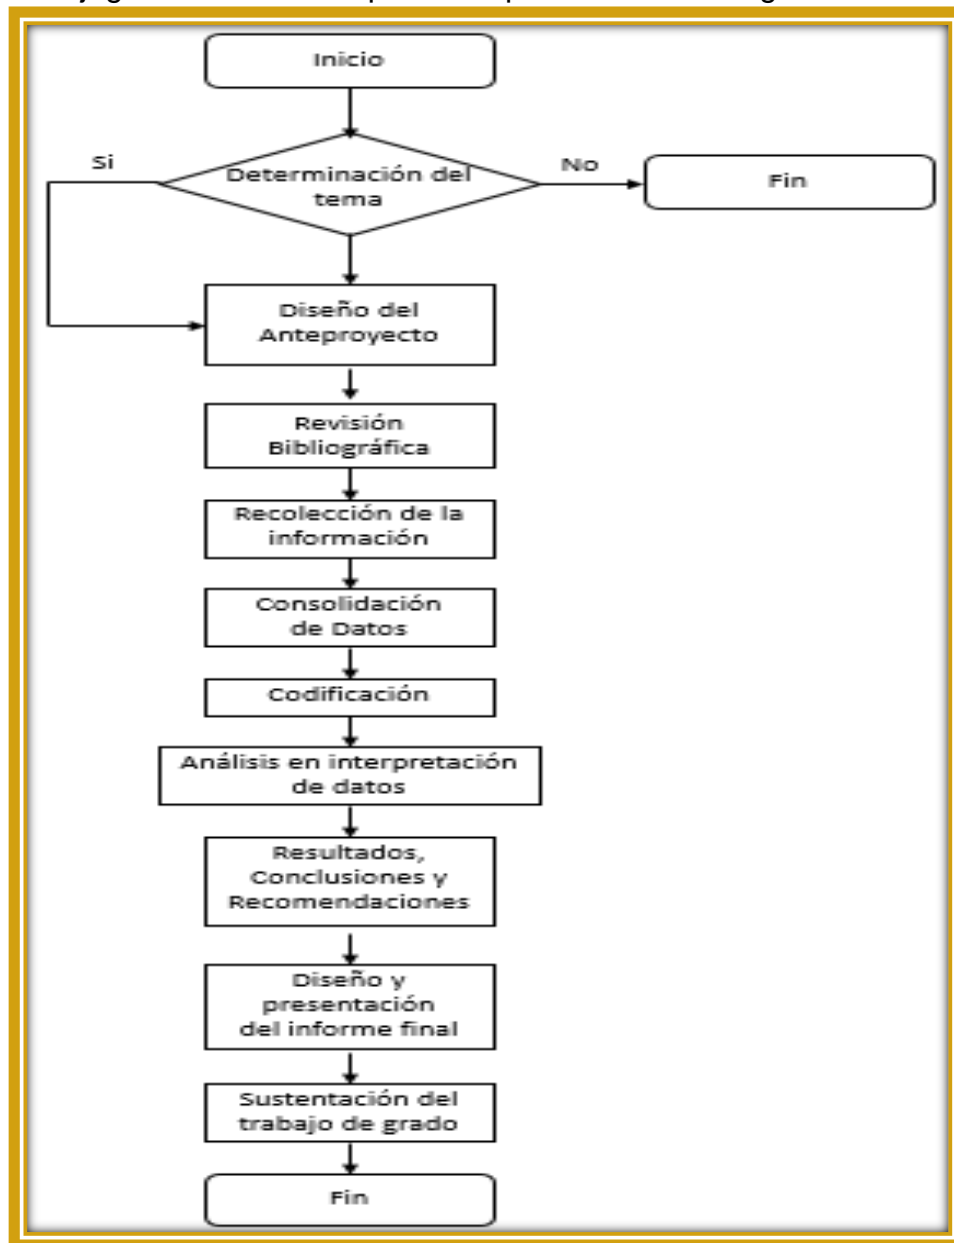 Inicio
Si
No
Determinación del
tema
Fin
Diseño del
Anteproyecto
Revisión
Bibliográfica
Recolección de la
información
Consolidación
de Datos
Codificación
Análisis en interpretación
de datos
Resultados,
Conclusiones y
Recomendaciones
Diseño y
presentación
del informe final
Sustentación del
trabajo de grado
Fin